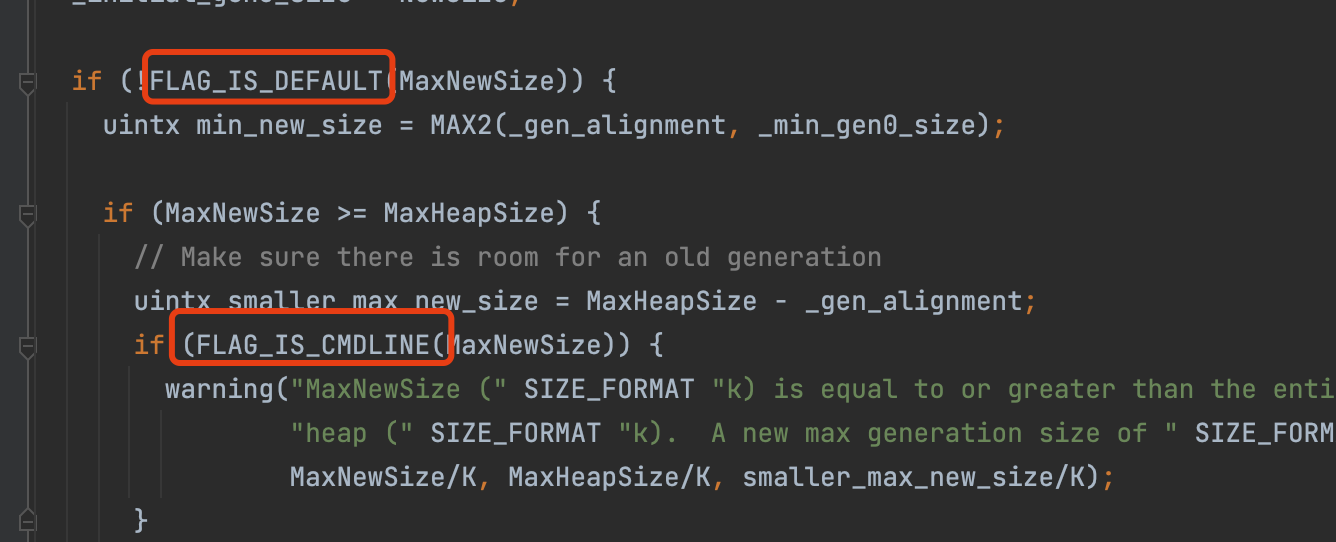 _initial_gen0_size = NewSize;
if (!FLAG_IS_DEFAULT(MaxNewSize)) {
uintx min_new_size = MAX2(_gen_alignment, _min_gen0_size);
if (MaxNewSize >= MaxHeapSize) {
// Make sure there is room for an old generation
uintx smaller_max_new_size = MaxHeapSize - _gen_alignment;
if (FLAG_IS_CMDLINE(MaxNewSize)) {
warning("MaxNewSize (" SIZE_FORMAT "k) is equal to or greater than the enti
"heap (" SIZE_FORMAT "k).  A new max generation size of " SIZE_FORM
MaxNewSize/K, MaxHeapSize/K, smaller_max_new_size/K);
}